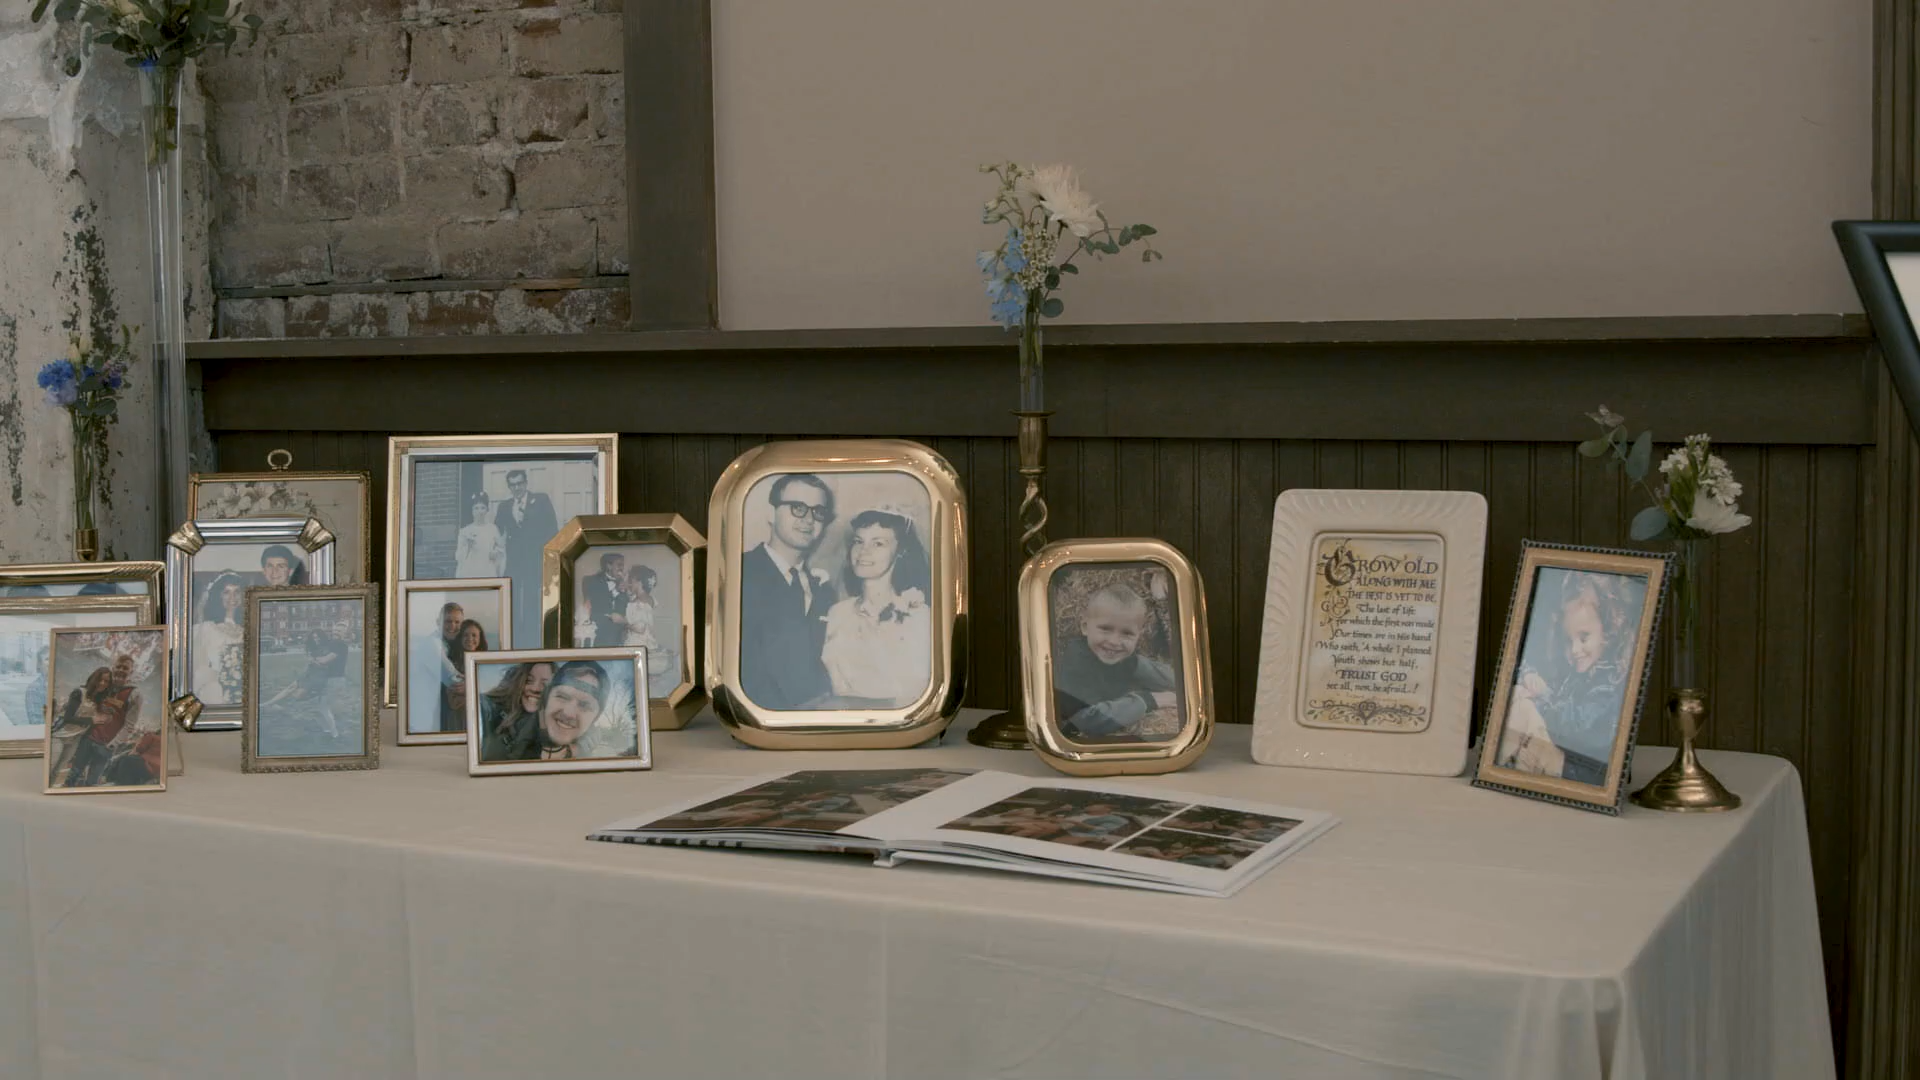 GROW OLD
ALONG WITH ME
THE BEST IS YET TO BE,
The last of life
for which the first was made
Our times are in His hand
Who saith, "A whole I planned
Youth shows but half,
TRUST GOD
see all, nor be afraid...!